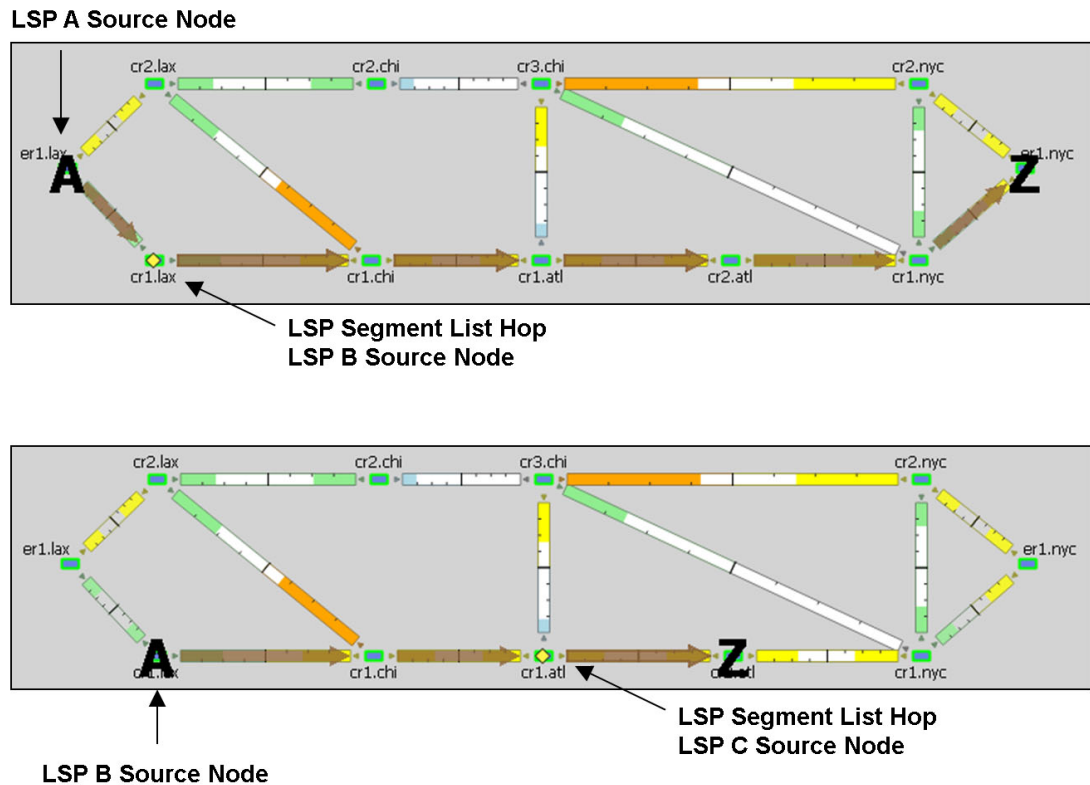 LSP A Source Node
cr2.lax cr2.chi cr3.chi cr2.nyc
er1.lax er1.nyc
A Z
cr1.lax cr1.chi cr1.atl cr2.atl cr1.nyc
LSP Segment List Hop
LSP B Source Node
cr2.lax cr2.chi cr3.chi cr2.nyc
er1.lax er1.nyc
A Z
cr1.chi cr1.atl cr1.nyc
LSP Segment List Hop
LSP C Source Node
LSP B Source Node